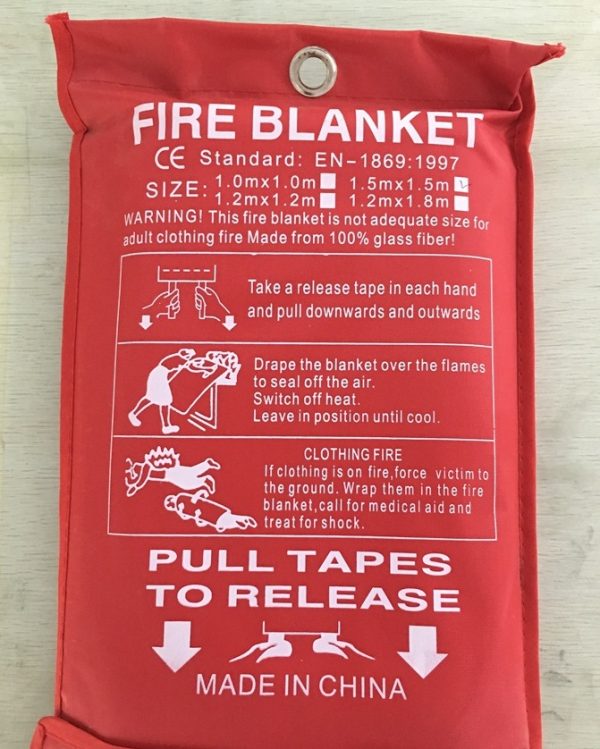 FIRE BLANKET
CE Standard: EN-1869:1997
SIZE: 1.0mx1.0m 1.5mx1.5m ✓
1.2mx1.2m 1.2mx1.8m
WARNING! This fire blanket is not adequate size for
adult clothing fire Made from 100% glass fiber!
Take a release tape in each hand
and pull downwards and outwards
Drape the blanket over the flames
to seal off the air.
Switch off heat.
Leave in position until cool.
CLOTHING FIRE
If clothing is on fire,force victim to
the ground. Wrap them in the fire
blanket,call for medical aid and
treat for shock.
PULL TAPES
TO RELEASE
MADE IN CHINA